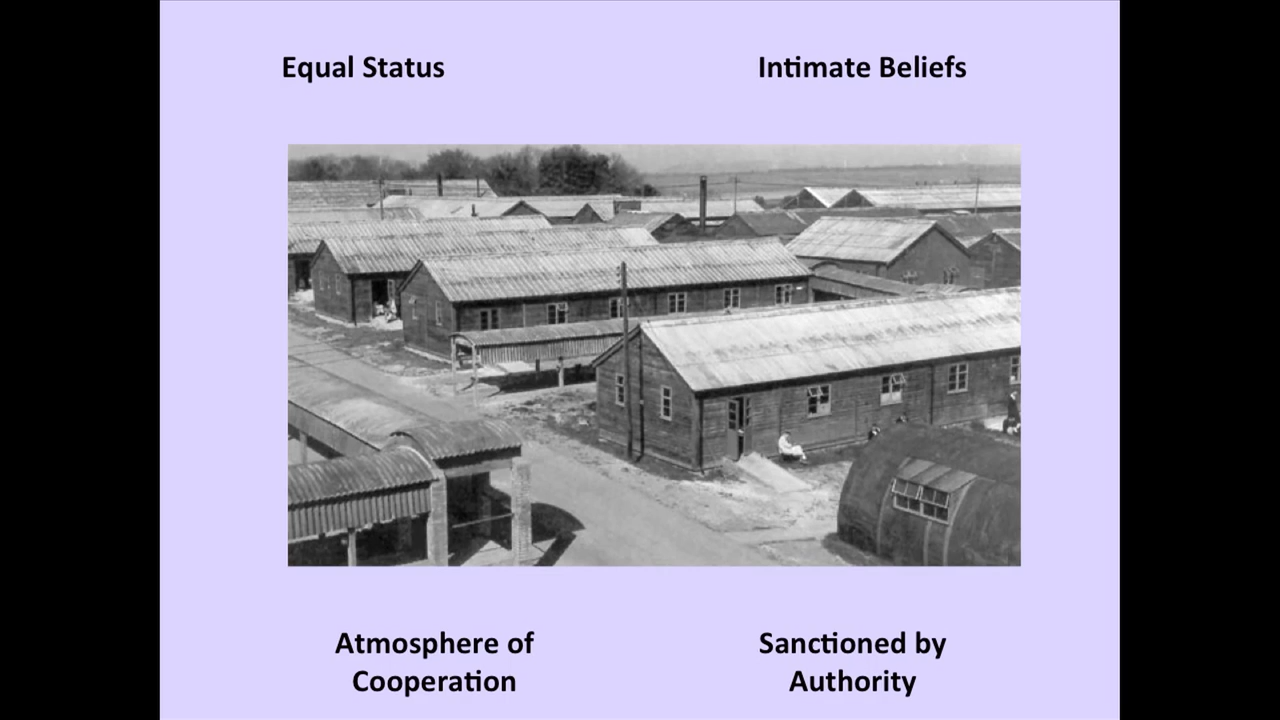 Equal Status
Intimate Beliefs
Atmosphere of
Cooperation
Sanctioned by
Authority